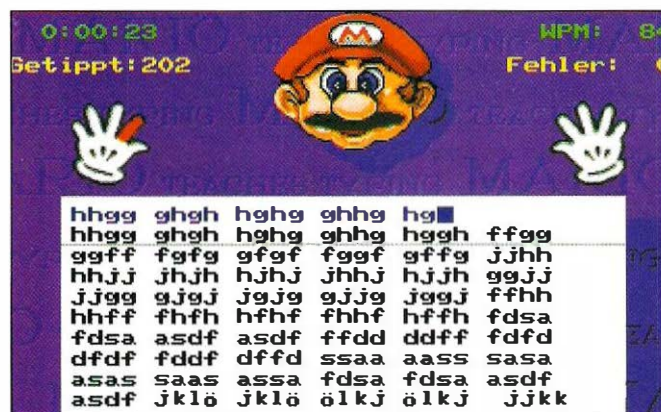 0:00:23 WPM: 8
Getippt:202 Fehler:
M
hhgg ghgh hghg ghhg hg
hhgg ghgh hghg ghhg hggh ffgg
ggff fgfg gfgf fggf gffg jjhh
hhjj jhjh hjhj jhhj hjjh ggjj
jjgg gjgj jgjg gjjg jggj ffhh
hhff fhfh hfhf fhhf hffh fdsa
fdsa asdf asdf ffdd ddff fdfd
dfdf fddf dffd ssaa aass sasa
asas saas assa fdsa fdsa asdf
asdf jklö jklö ölkj ölkj jjkk